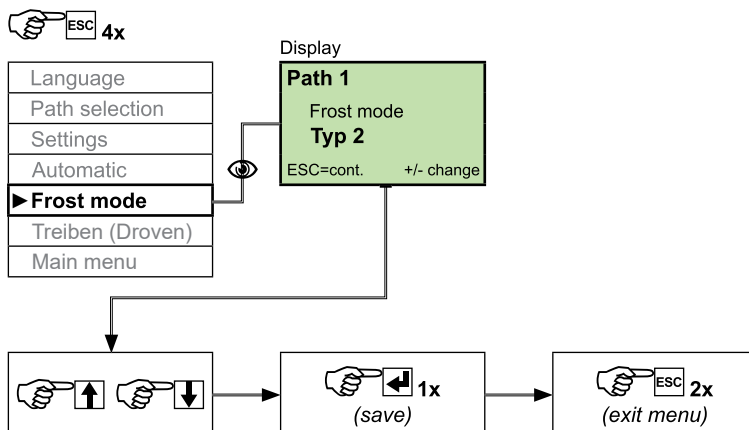 ESC 4x
Display
Language
Path selection
Settings
Automatic
Frost mode
Treiben (Droven)
Main menu
Path 1
Frost mode
Typ 2
ESC=cont. +/- change
1x
(save)
ESC 2x
(exit menu)